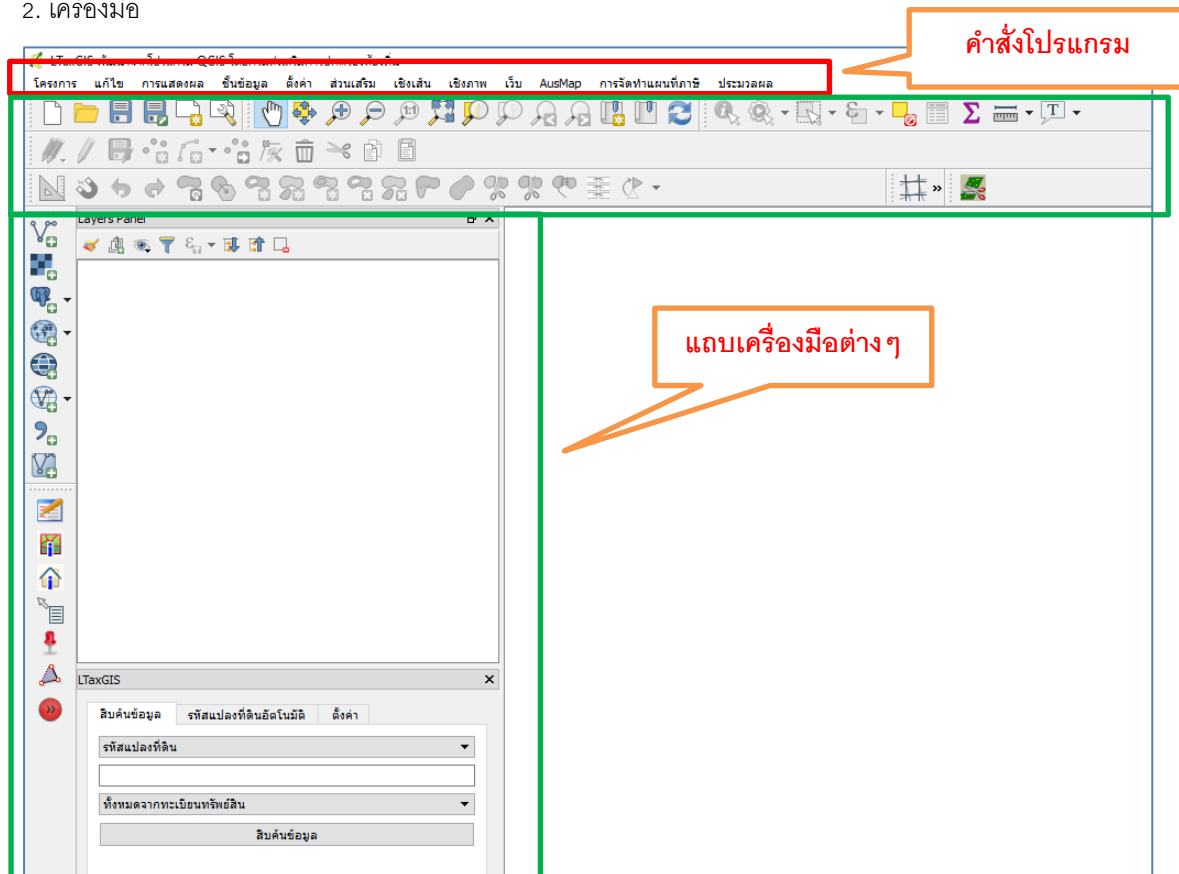 2. เครื่องมือ
คำสั่งโปรแกรม
โครงการ แก้ไข การแสดงผล ชั้นข้อมูล ตั้งค่า ส่วนเสริม เชิงเส้น เชิงภาพ เว็บ AusMap การจัดทำแผนที่ภาษี ประมวลผล
Layers Panel
แถบเครื่องมือต่างๆ
LTaxGIS
สืบค้นข้อมูล รหัสแปลงที่ดินอัตโนมัติ ตั้งค่า
รหัสแปลงที่ดิน
ทั้งหมดจากทะเบียนทรัพย์สิน
สืบค้นข้อมูล